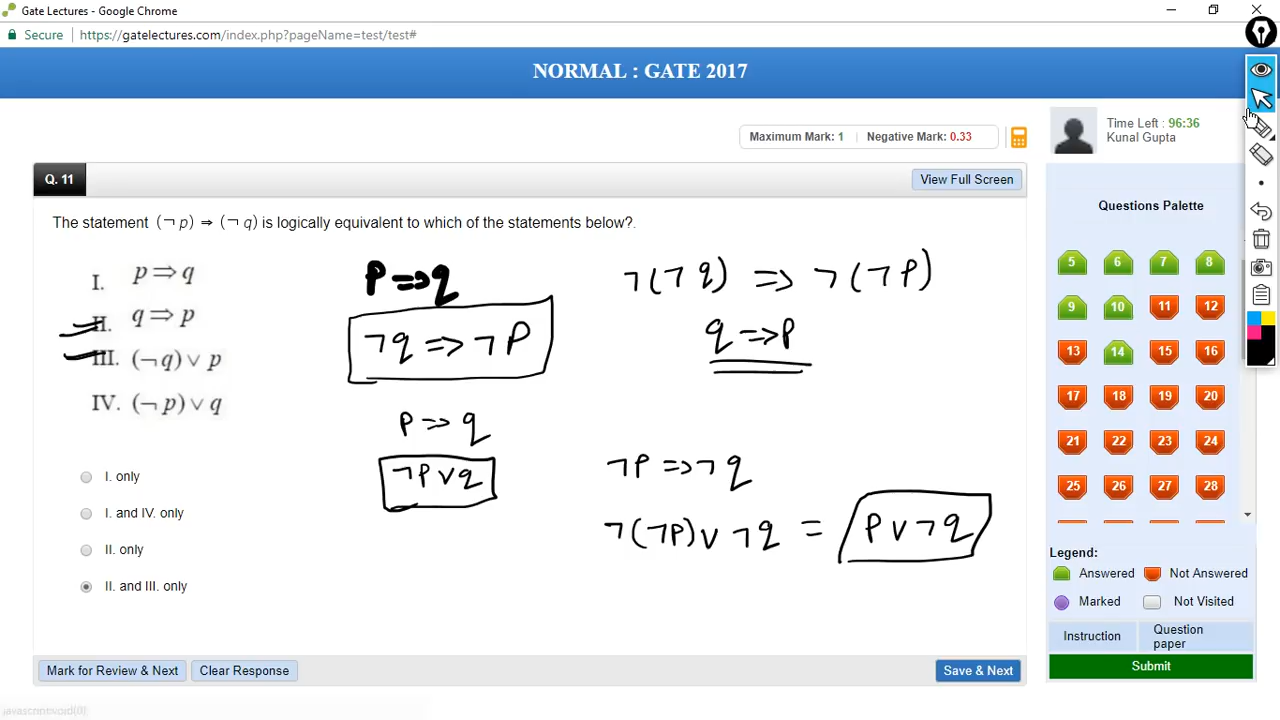 Gate Lectures - Google Chrome
Secure https://gatelectures.com/index.php?pageName=test/test#
NORMAL : GATE 2017
Maximum Mark: 1 | Negative Mark: 0.33
Time Left : 96:36
Kunal Gupta
Q. 11
View Full Screen
The statement (¬ p) ⇒ (¬ q) is logically equivalent to which of the statements below?.
I. p ⇒ q
II. q ⇒ p
III. (¬ q) ∨ p
IV. (¬ p) ∨ q
I. only
I. and IV. only
II. only
II. and III. only
P => q
¬q => ¬P
P => q
¬P ∨ q
¬(¬q) => ¬(¬P)
q => P
¬P => ¬q
¬(¬P) ∨ ¬q = P ∨ ¬q
Questions Palette
5 6 7 8
9 10 11 12
13 14 15 16
17 18 19 20
21 22 23 24
25 26 27 28
Legend:
Answered Not Answered
Marked Not Visited
Instruction Question paper
Submit
Mark for Review & Next Clear Response Save & Next
javascript:void(0)